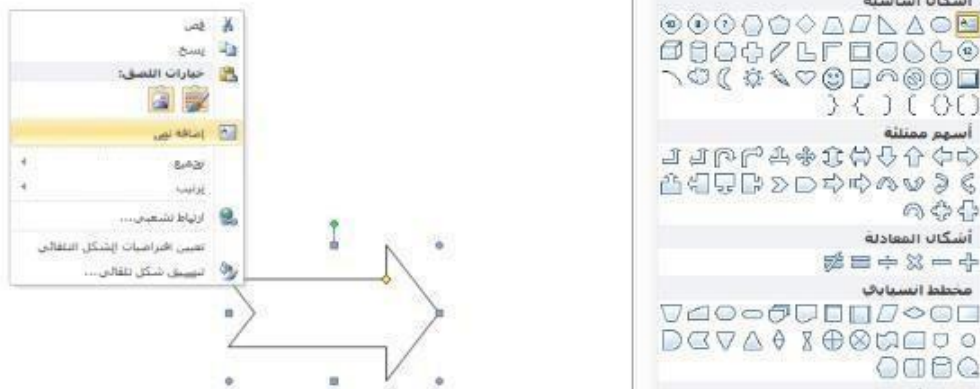 قص
نسخ
خيارات اللصق:
إضافة نص
تجميع
ترتيب
ارتباط تشعبي...
تعيين افتراضيات الشكل التلقائي
تنسيق شكل تلقائي...
أشكال أساسية
أسهم ممتلئة
أشكال المعادلة
مخطط انسيابي